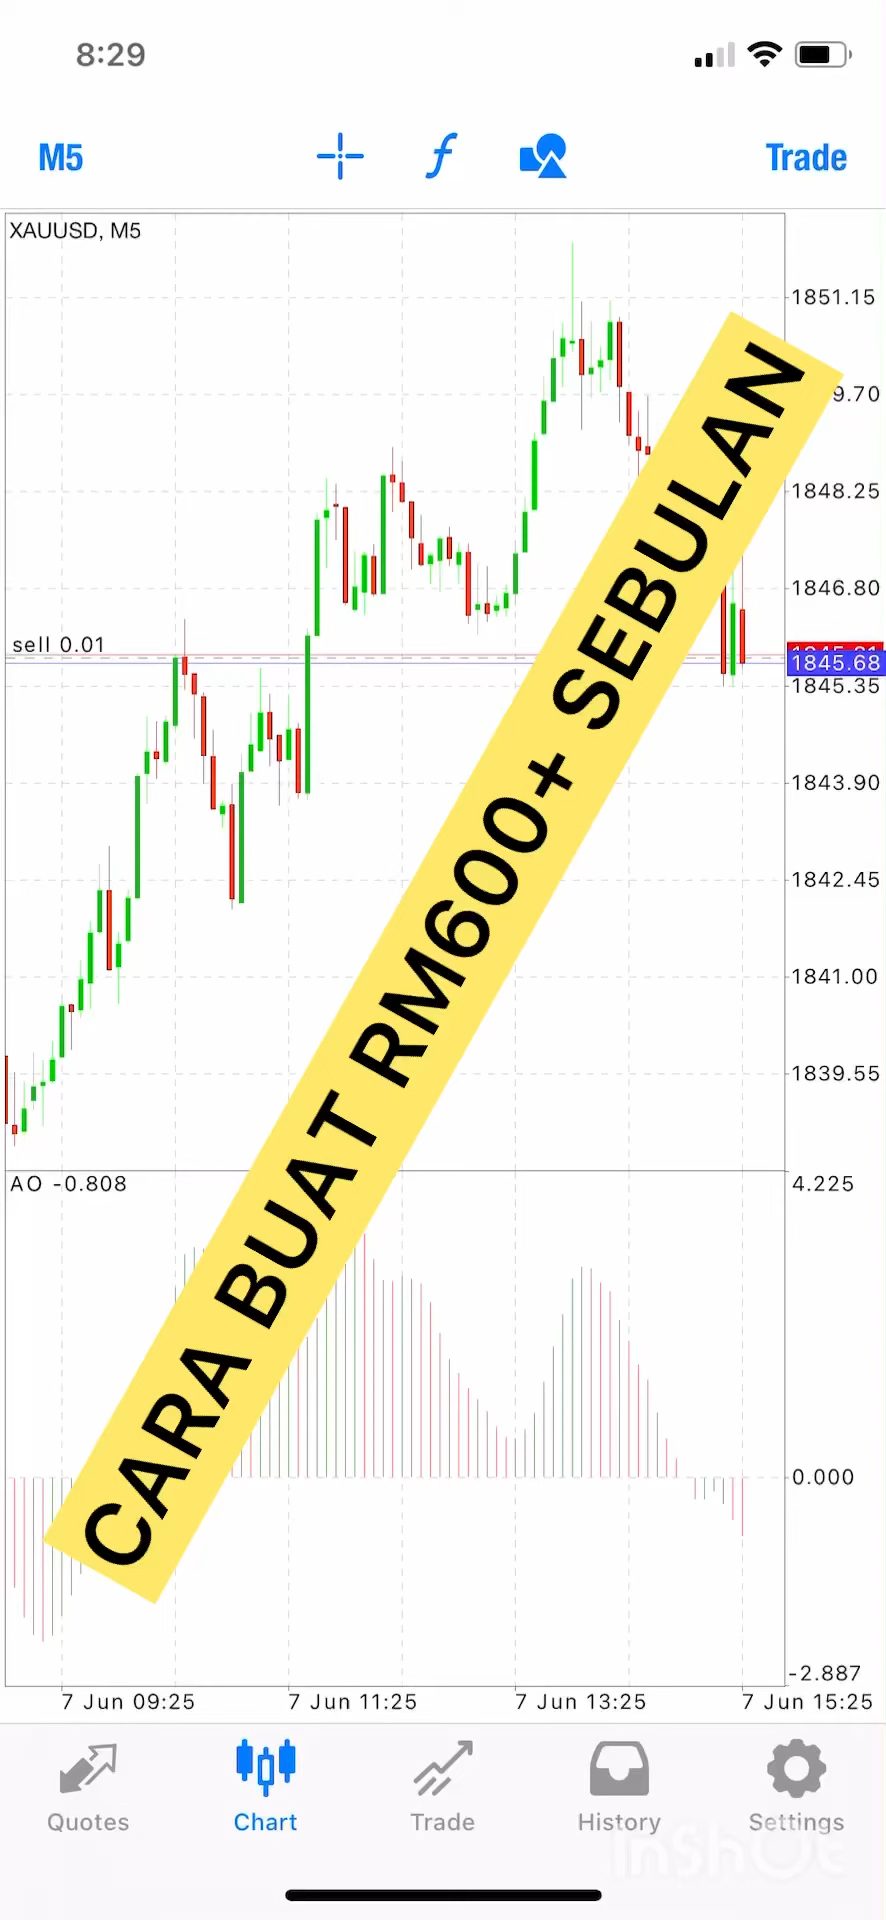 8:29
M5
f
Trade
XAUUSD, M5
1851.15
9.70
1848.25
1846.80
sell 0.01
1845.68
1845.35
1843.90
1842.45
1841.00
1839.55
CARA BUAT RM600+ SEBULAN
AO -0.808
4.225
0.000
-2.887
7 Jun 09:25
7 Jun 11:25
7 Jun 13:25
7 Jun 15:25
Quotes
Chart
Trade
History
Settings
InShOt